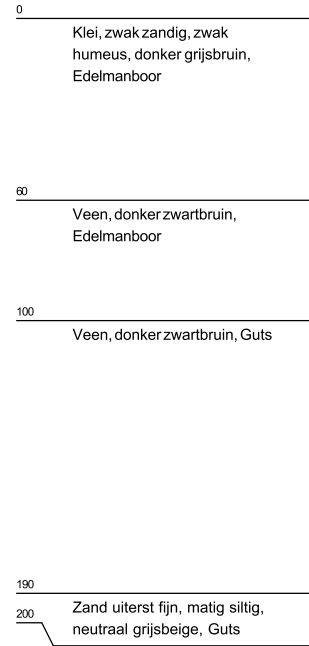 0
Klei, zwak zandig, zwak
humeus, donker grijsbruin,
Edelmanboor
60
Veen, donker zwartbruin,
Edelmanboor
100
Veen, donker zwartbruin, Guts
190
Zand uiterst fijn, matig siltig,
200
neutraal grijsbeige, Guts